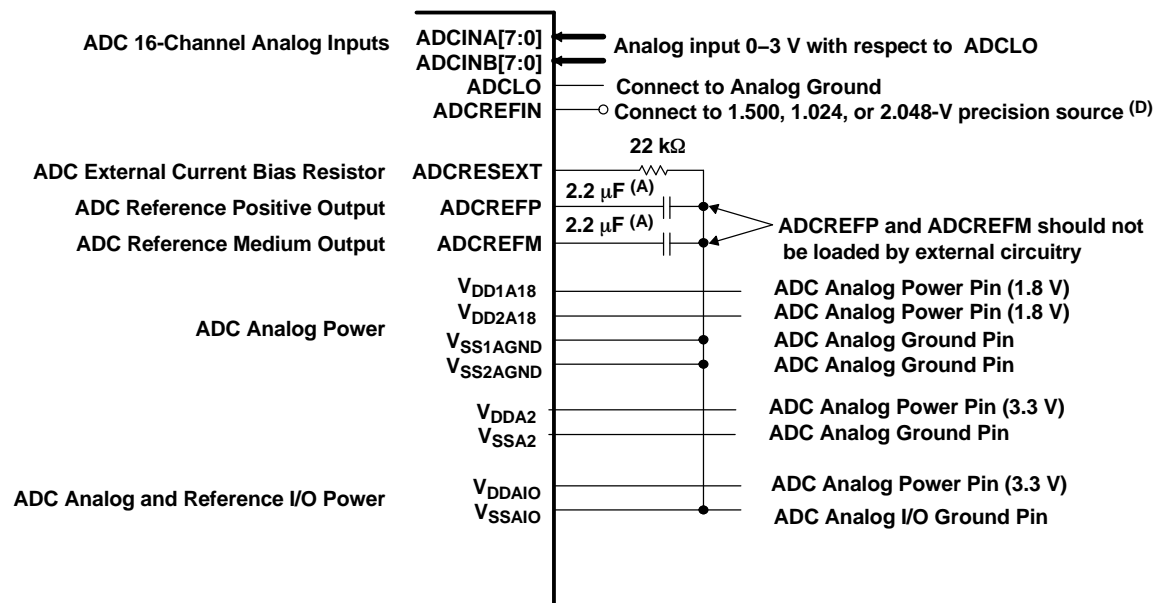 ADC 16-Channel Analog Inputs
ADCINA[7:0]
ADCINB[7:0]
Analog input 0–3 V with respect to ADCLO
ADCLO
Connect to Analog Ground
ADCREFIN
Connect to 1.500, 1.024, or 2.048-V precision source (D)
22 kΩ
ADC External Current Bias Resistor
ADCRESEXT
2.2 μF (A)
ADC Reference Positive Output
ADCREFP
2.2 μF (A)
ADC Reference Medium Output
ADCREFM
ADCREFP and ADCREFM should not
be loaded by external circuitry
VDD1A18
ADC Analog Power Pin (1.8 V)
VDD2A18
ADC Analog Power Pin (1.8 V)
ADC Analog Power
VSS1AGND
ADC Analog Ground Pin
VSS2AGND
ADC Analog Ground Pin
VDDA2
ADC Analog Power Pin (3.3 V)
VSSA2
ADC Analog Ground Pin
ADC Analog and Reference I/O Power
VDDAIO
ADC Analog Power Pin (3.3 V)
VSSAIO
ADC Analog I/O Ground Pin